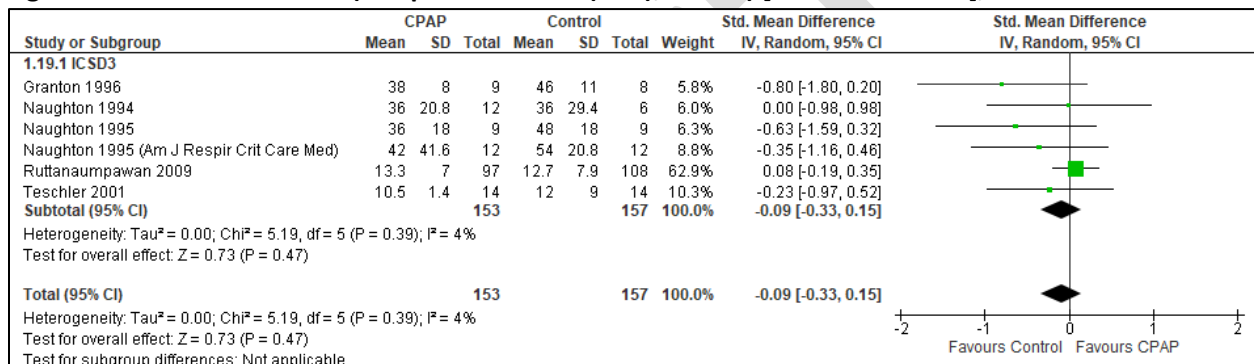 CPAP Control Std. Mean Difference Std. Mean Difference
Study or Subgroup Mean SD Total Mean SD Total Weight IV, Random, 95% CI IV, Random, 95% CI
1.19.1 ICSD3
Granton 1996 38 8 9 46 11 8 5.8% -0.80 [-1.80, 0.20]
Naughton 1994 36 20.8 12 36 29.4 6 6.0% 0.00 [-0.98, 0.98]
Naughton 1995 36 18 9 48 18 9 6.3% -0.63 [-1.59, 0.32]
Naughton 1995 (Am J Respir Crit Care Med) 42 41.6 12 54 20.8 12 8.8% -0.35 [-1.16, 0.46]
Ruttanaumpawan 2009 13.3 7 97 12.7 7.9 108 62.9% 0.08 [-0.19, 0.35]
Teschler 2001 10.5 1.4 14 12 9 14 10.3% -0.23 [-0.97, 0.52]
Subtotal (95% CI) 153 157 100.0% -0.09 [-0.33, 0.15]
Heterogeneity: Tau² = 0.00; Chi² = 5.19, df = 5 (P = 0.39); I² = 4%
Test for overall effect: Z = 0.73 (P = 0.47)
Total (95% CI) 153 157 100.0% -0.09 [-0.33, 0.15]
Heterogeneity: Tau² = 0.00; Chi² = 5.19, df = 5 (P = 0.39); I² = 4%
Test for overall effect: Z = 0.73 (P = 0.47)
Test for subgroup differences: Not applicable
-2 -1 0 1 2
Favours Control Favours CPAP